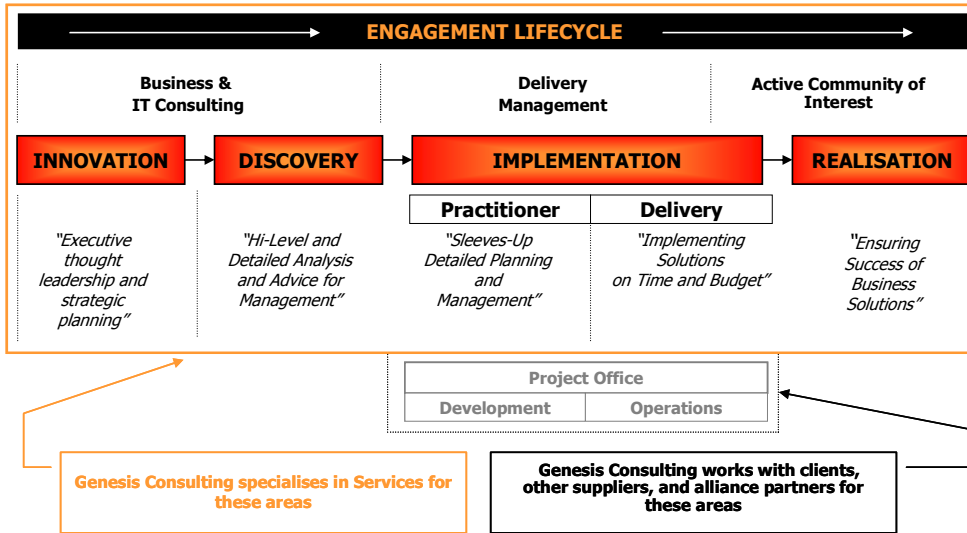 ENGAGEMENT LIFECYCLE
Business &
IT Consulting
Delivery
Management
Active Community of
Interest
INNOVATION
DISCOVERY
IMPLEMENTATION
REALISATION
Practitioner
Delivery
"Executive
thought
leadership and
strategic
planning"
"Hi-Level and
Detailed Analysis
and Advice for
Management"
"Sleeves-Up
Detailed Planning
and
Management"
"Implementing
Solutions
on Time and Budget"
"Ensuring
Success of
Business
Solutions"
Project Office
Development
Operations
Genesis Consulting specialises in Services for
these areas
Genesis Consulting works with clients,
other suppliers, and alliance partners for
these areas